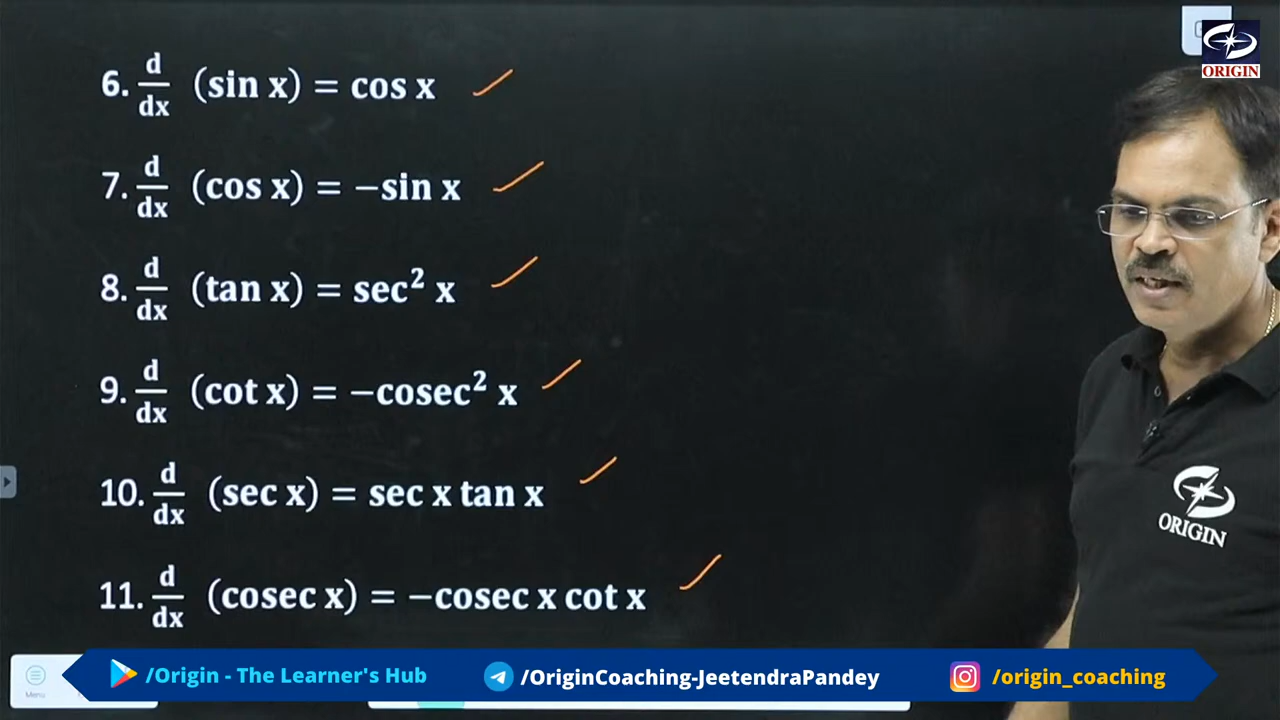 6. d/dx (sin x) = cos x
7. d/dx (cos x) = −sin x
8. d/dx (tan x) = sec² x
9. d/dx (cot x) = −cosec² x
10. d/dx (sec x) = sec x tan x
11. d/dx (cosec x) = −cosec x cot x
ORIGIN
ORIGIN
Menu
/Origin - The Learner's Hub
/OriginCoaching-JeetendraPandey
/origin_coaching